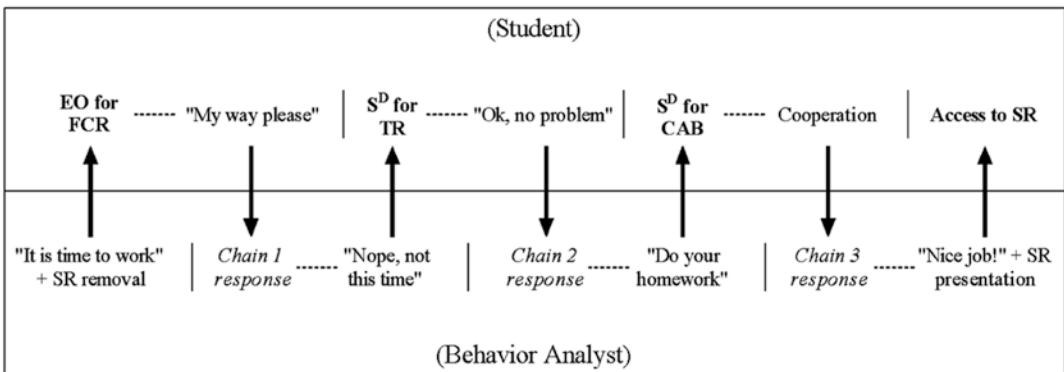 (Student)
EO for
FCR
"My way please"
S^D for
TR
"Ok, no problem"
S^D for
CAB
Cooperation
Access to SR
"It is time to work"
+ SR removal
Chain 1
response
"Nope, not
this time"
Chain 2
response
"Do your
homework"
Chain 3
response
"Nice job!" + SR
presentation
(Behavior Analyst)